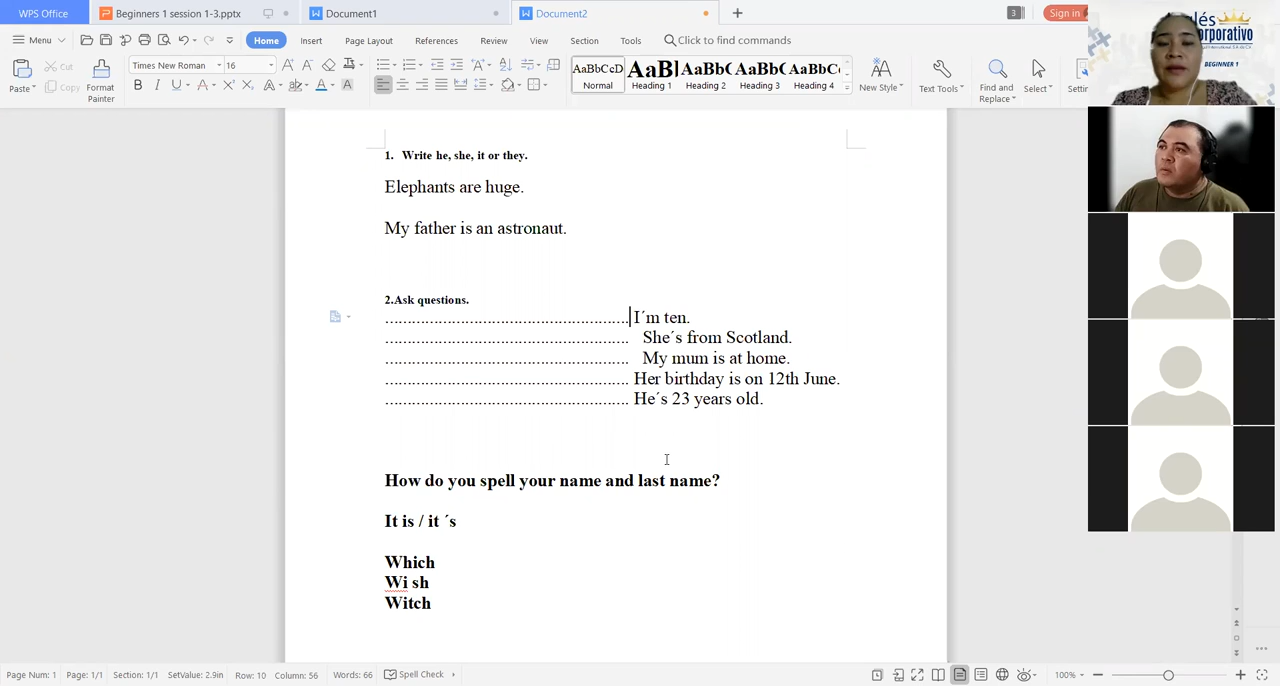 WPS Office
Beginners 1 session 1-3.pptx
Document1
Document2
3
Sign in
Menu
Home
Insert
Page Layout
References
Review
View
Section
Tools
Click to find commands
Paste
Cut
Copy
Format Painter
Times New Roman
16
AaBbCcD
Normal
AaBl
Heading 1
AaBb(
Heading 2
AaBb(
Heading 3
AaBbC
Heading 4
New Style
Text Tools
Find and Replace
Select
BEGINNER 1
1. Write he, she, it or they.
Elephants are huge.
My father is an astronaut.
2.Ask questions.
....................................................... I´m ten.
....................................................... She´s from Scotland.
....................................................... My mum is at home.
....................................................... Her birthday is on 12th June.
....................................................... He´s 23 years old.
How do you spell your name and last name?
It is / it ´s
Which
Wi sh
Witch
Page Num: 1 Page: 1/1 Section: 1/1 SetValue: 2.9in Row: 10 Column: 56 Words: 66 Spell Check 100%